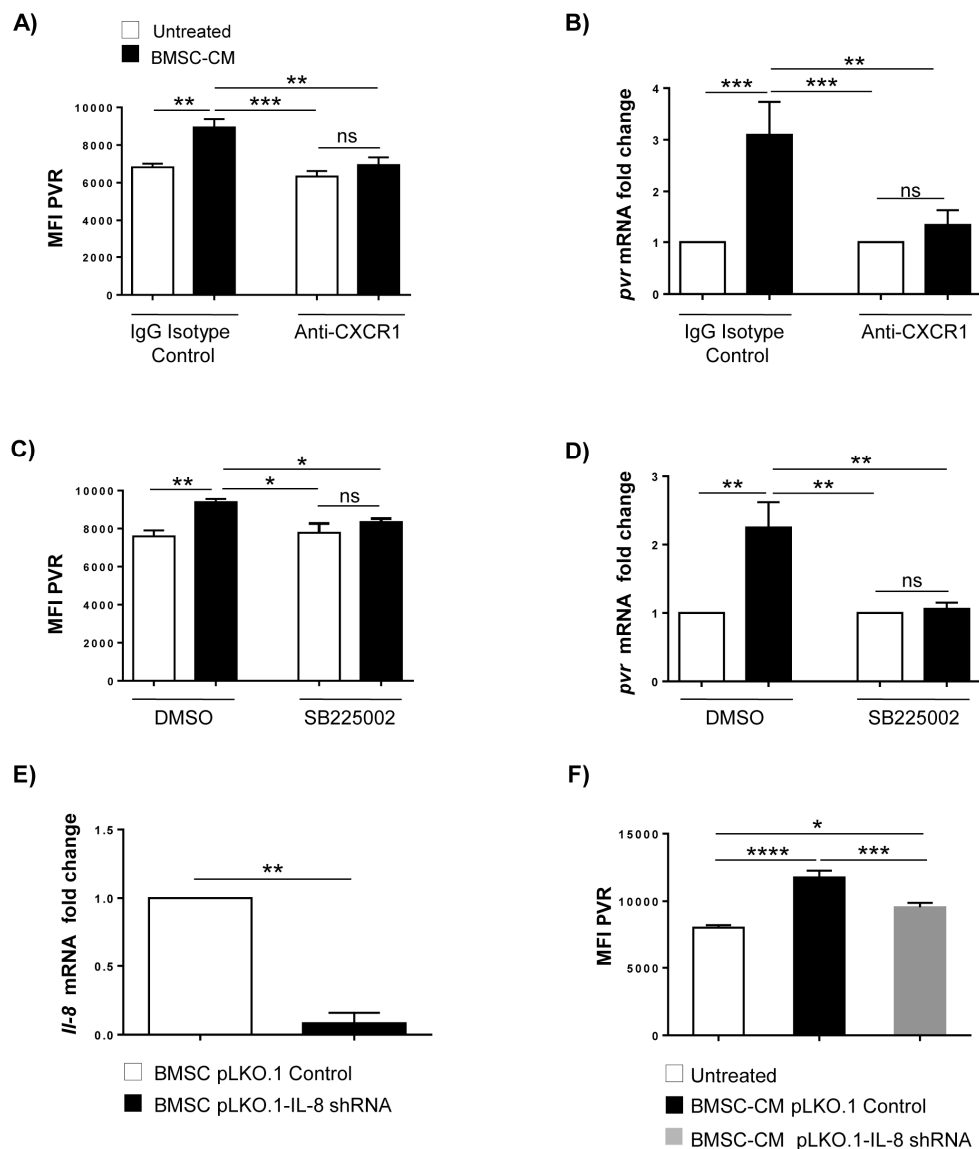 A)
Untreated
BMSC-CM
MFI PVR
10000
8000
6000
4000
2000
0
**
**
***
ns
IgG Isotype
Control
Anti-CXCR1
B)
pvr mRNA fold change
4
3
2
1
0
**
***
***
ns
IgG Isotype
Control
Anti-CXCR1
C)
MFI PVR
10000
8000
6000
4000
2000
0
*
**
*
ns
DMSO
SB225002
D)
pvr mRNA fold change
3
2
1
0
**
**
**
ns
DMSO
SB225002
E)
Il-8 mRNA fold change
1.5
1.0
0.5
0.0
**
BMSC pLKO.1 Control
BMSC pLKO.1-IL-8 shRNA
F)
MFI PVR
15000
10000
5000
0
*
****
***
Untreated
BMSC-CM pLKO.1 Control
BMSC-CM pLKO.1-IL-8 shRNA